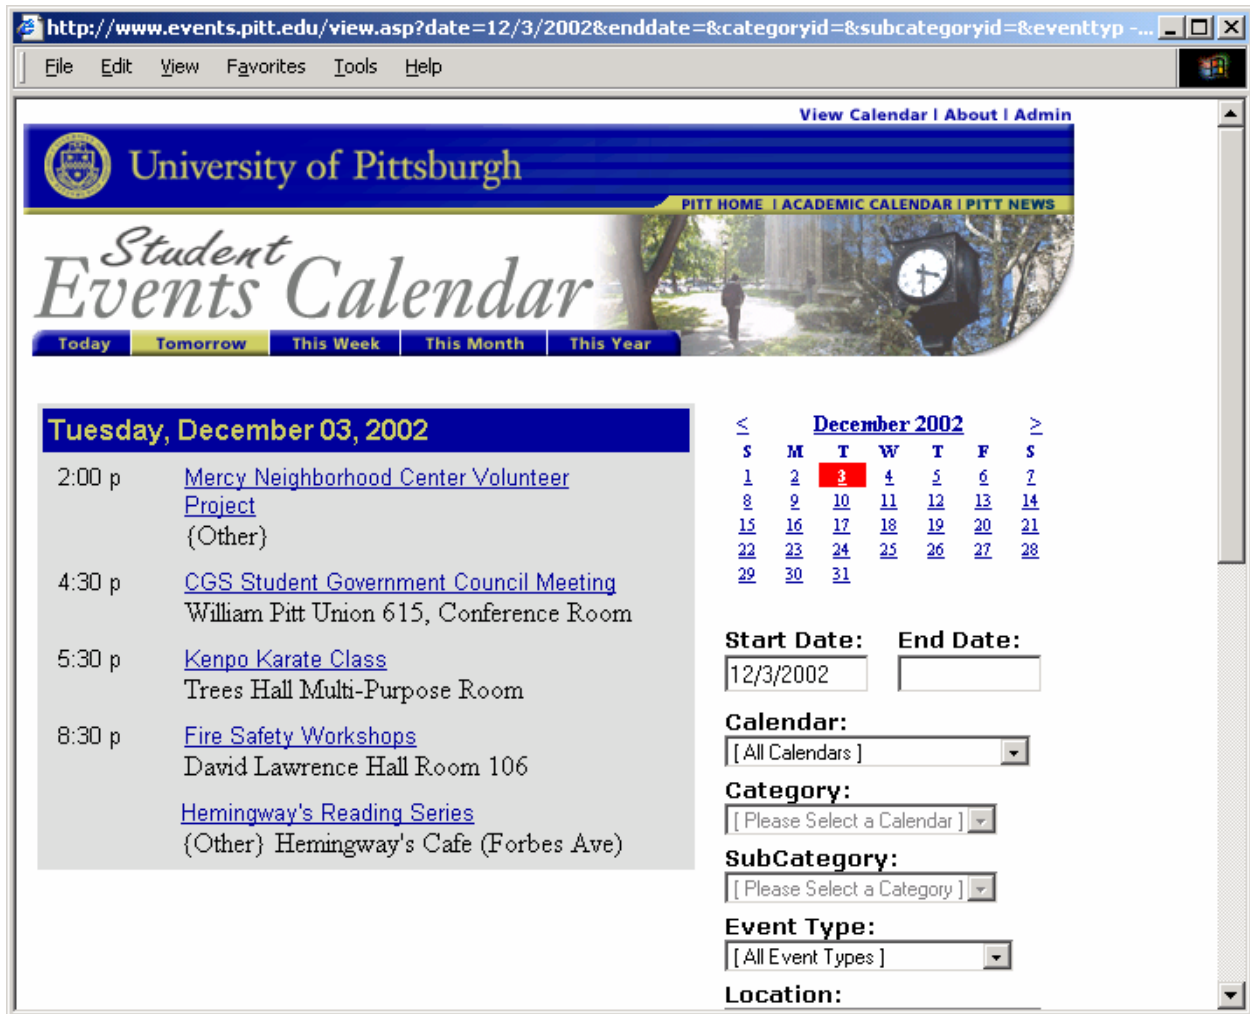 http://www.events.pitt.edu/view.asp?date=12/3/2002&enddate=&categoryid=&subcategoryid=&eventtyp -...
File Edit View Favorites Tools Help
View Calendar | About | Admin
University of Pittsburgh
PITT HOME | ACADEMIC CALENDAR | PITT NEWS
Student
Events Calendar
Today Tomorrow This Week This Month This Year
Tuesday, December 03, 2002
2:00 p Mercy Neighborhood Center Volunteer
Project
{Other}
4:30 p CGS Student Government Council Meeting
William Pitt Union 615, Conference Room
5:30 p Kenpo Karate Class
Trees Hall Multi-Purpose Room
8:30 p Fire Safety Workshops
David Lawrence Hall Room 106
Hemingway's Reading Series
{Other} Hemingway's Cafe (Forbes Ave)
< December 2002 >
S M T W T F S
1 2 3 4 5 6 7
8 9 10 11 12 13 14
15 16 17 18 19 20 21
22 23 24 25 26 27 28
29 30 31
Start Date: End Date:
12/3/2002
Calendar:
[ All Calendars ]
Category:
[ Please Select a Calendar ]
SubCategory:
[ Please Select a Category ]
Event Type:
[ All Event Types ]
Location: